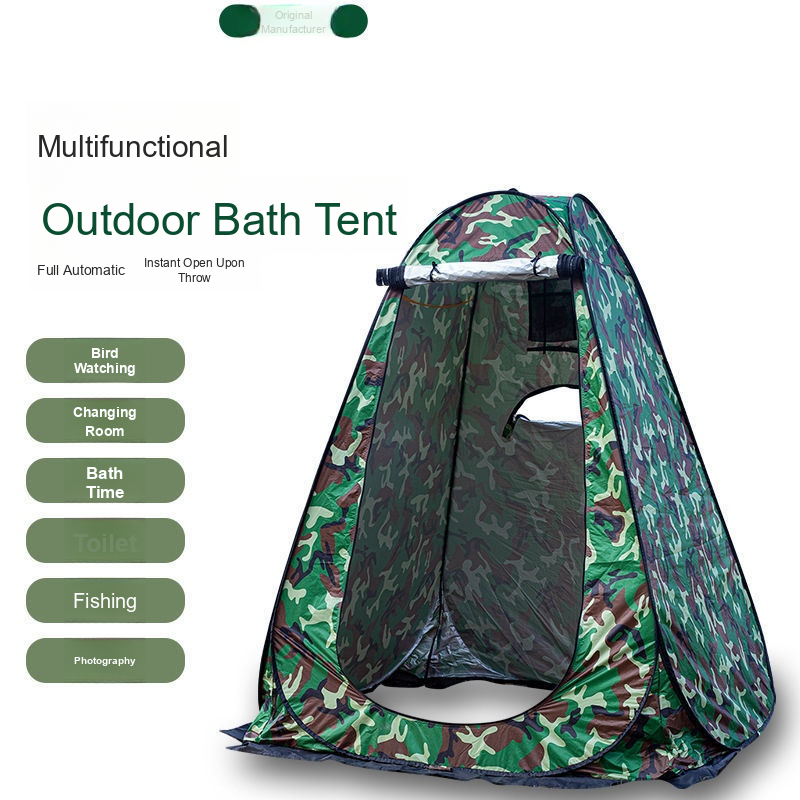 Original
Manufacturer
Multifunctional
Outdoor Bath Tent
Full Automatic
Instant Open Upon
Throw
Bird
Watching
Changing
Room
Bath
Time
Toilet
Fishing
Photography